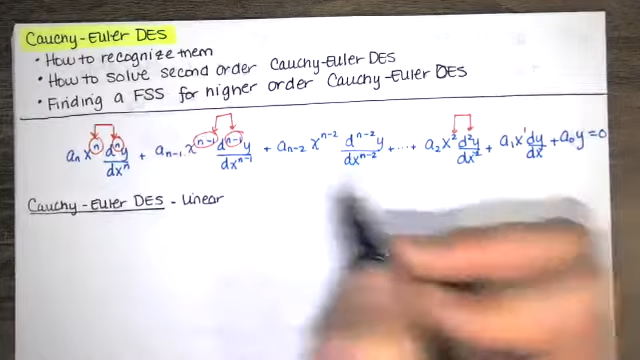 Cauchy-Euler DES
• How to recognize them
• How to solve second order Cauchy-Euler DES
• Finding a FSS for higher order Cauchy-Euler DES
aₙxⁿ dⁿy/dxⁿ + aₙ₋₁xⁿ⁻¹ dⁿ⁻¹y/dxⁿ⁻¹ + aₙ₋₂xⁿ⁻² dⁿ⁻²y/dxⁿ⁻² + ... + a₂x² d²y/dx² + a₁x¹ dy/dx + a₀y = 0
Cauchy-Euler DES - Linear